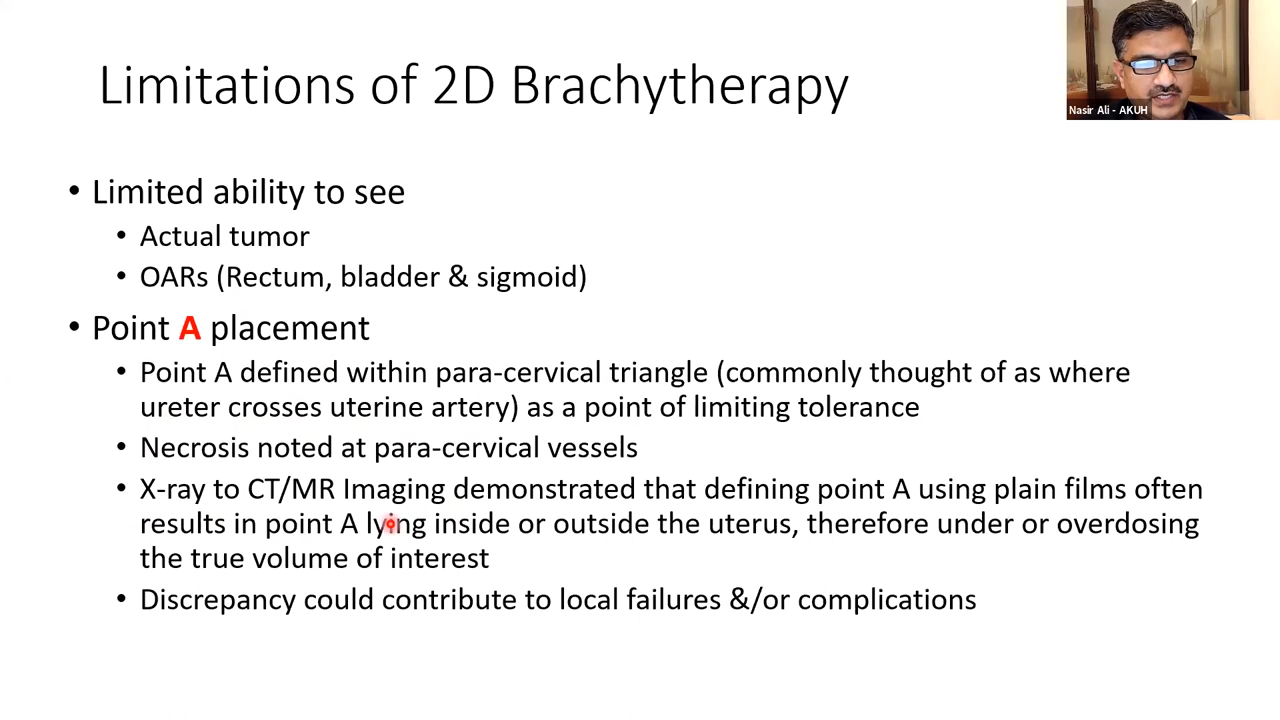 Limitations of 2D Brachytherapy
Nasir Ali - AKUH
• Limited ability to see
• Actual tumor
• OARs (Rectum, bladder & sigmoid)
• Point A placement
• Point A defined within para-cervical triangle (commonly thought of as where
ureter crosses uterine artery) as a point of limiting tolerance
• Necrosis noted at para-cervical vessels
• X-ray to CT/MR Imaging demonstrated that defining point A using plain films often
results in point A lying inside or outside the uterus, therefore under or overdosing
the true volume of interest
• Discrepancy could contribute to local failures &/or complications